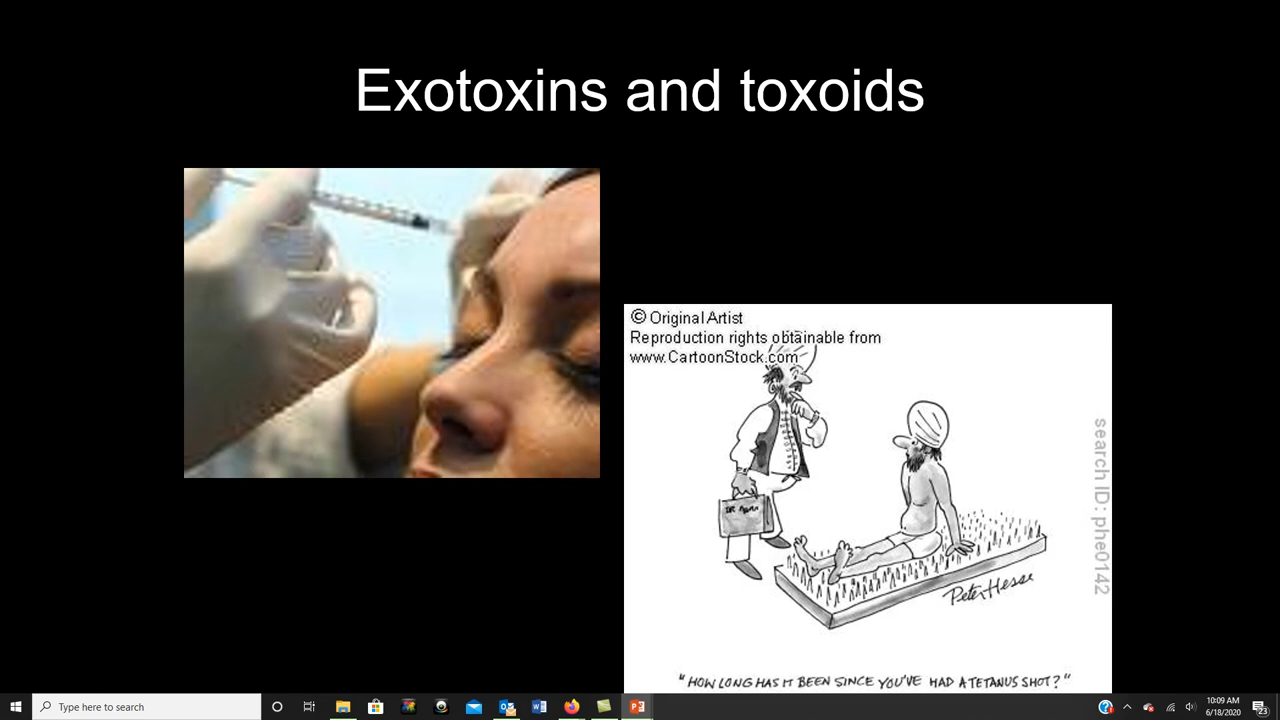 Exotoxins and toxoids
© Original Artist
Reproduction rights obtainable from
www.CartoonStock.com
search ID: phe0142
Peter Hesse
"HOW LONG HAS IT BEEN SINCE YOU'VE HAD A TETANUS SHOT?"
Type here to search
10:09 AM
6/18/2020
23